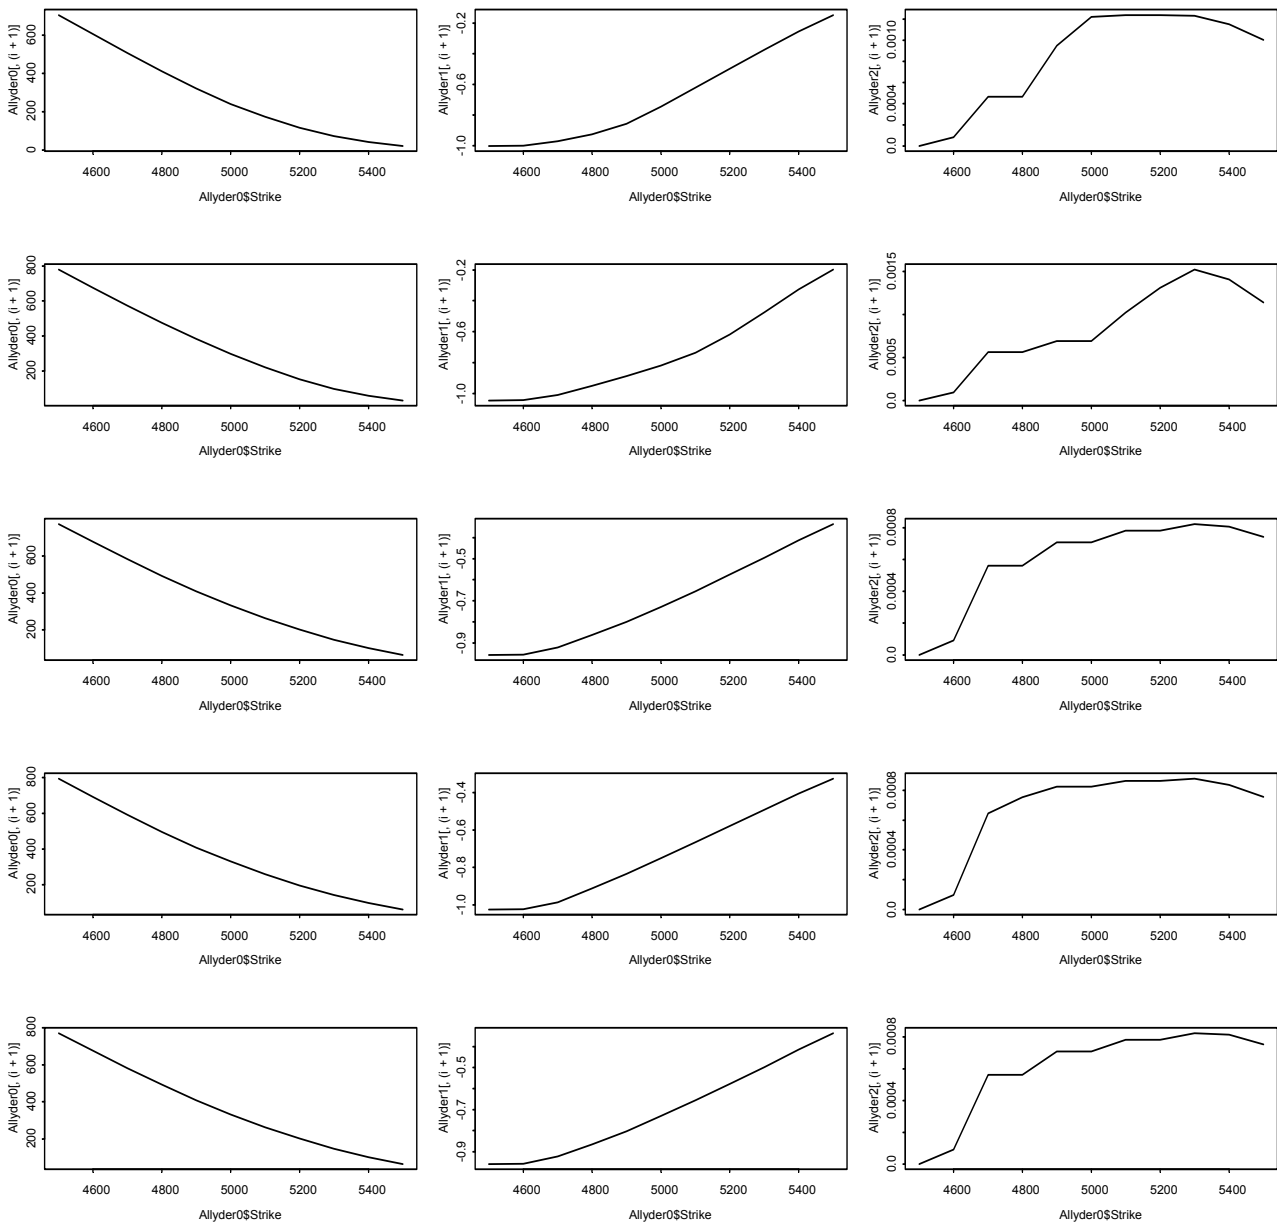 Allyder0[, (i + 1)]
0 200 400 600
4600 4800 5000 5200 5400
Allyder0$Strike
Allyder1[, (i + 1)]
-1.0 -0.6 -0.2
4600 4800 5000 5200 5400
Allyder0$Strike
Allyder2[, (i + 1)]
0.0 0.0004 0.0010
4600 4800 5000 5200 5400
Allyder0$Strike
Allyder0[, (i + 1)]
200 400 600 800
4600 4800 5000 5200 5400
Allyder0$Strike
Allyder1[, (i + 1)]
-1.0 -0.6 -0.2
4600 4800 5000 5200 5400
Allyder0$Strike
Allyder2[, (i + 1)]
0.0 0.0005 0.0015
4600 4800 5000 5200 5400
Allyder0$Strike
Allyder0[, (i + 1)]
200 400 600
4600 4800 5000 5200 5400
Allyder0$Strike
Allyder1[, (i + 1)]
-0.9 -0.7 -0.5
4600 4800 5000 5200 5400
Allyder0$Strike
Allyder2[, (i + 1)]
0.0 0.0004 0.0008
4600 4800 5000 5200 5400
Allyder0$Strike
Allyder0[, (i + 1)]
200 400 600 800
4600 4800 5000 5200 5400
Allyder0$Strike
Allyder1[, (i + 1)]
-1.0 -0.8 -0.6 -0.4
4600 4800 5000 5200 5400
Allyder0$Strike
Allyder2[, (i + 1)]
0.0 0.0004 0.0008
4600 4800 5000 5200 5400
Allyder0$Strike
Allyder0[, (i + 1)]
200 400 600 800
4600 4800 5000 5200 5400
Allyder0$Strike
Allyder1[, (i + 1)]
-0.9 -0.7 -0.5
4600 4800 5000 5200 5400
Allyder0$Strike
Allyder2[, (i + 1)]
0.0 0.0004 0.0008
4600 4800 5000 5200 5400
Allyder0$Strike